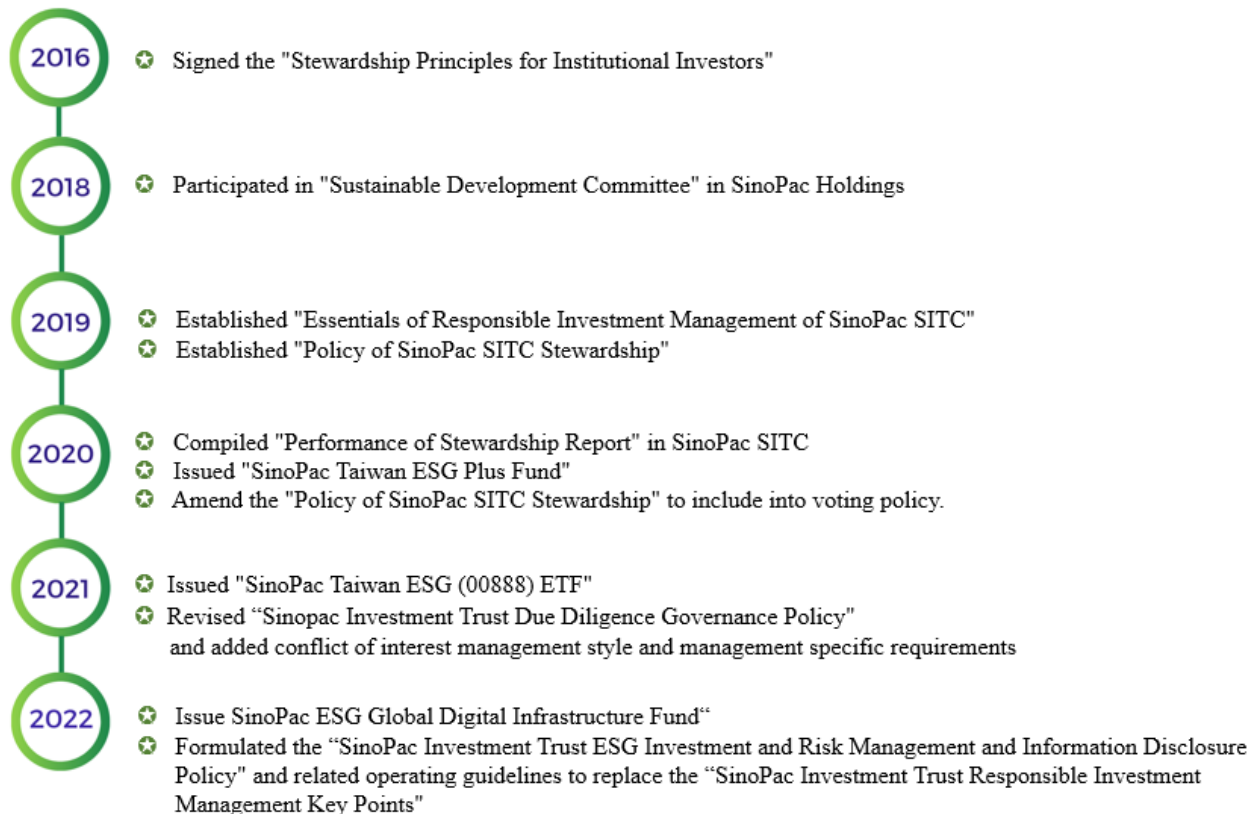 2016
Signed the "Stewardship Principles for Institutional Investors"
2018
Participated in "Sustainable Development Committee" in SinoPac Holdings
2019
Established "Essentials of Responsible Investment Management of SinoPac SITC"
Established "Policy of SinoPac SITC Stewardship"
2020
Compiled "Performance of Stewardship Report" in SinoPac SITC
Issued "SinoPac Taiwan ESG Plus Fund"
Amend the "Policy of SinoPac SITC Stewardship" to include into voting policy.
2021
Issued "SinoPac Taiwan ESG (00888) ETF"
Revised “Sinopac Investment Trust Due Diligence Governance Policy"
and added conflict of interest management style and management specific requirements
2022
Issue SinoPac ESG Global Digital Infrastructure Fund“
Formulated the “SinoPac Investment Trust ESG Investment and Risk Management and Information Disclosure
Policy" and related operating guidelines to replace the “SinoPac Investment Trust Responsible Investment
Management Key Points"